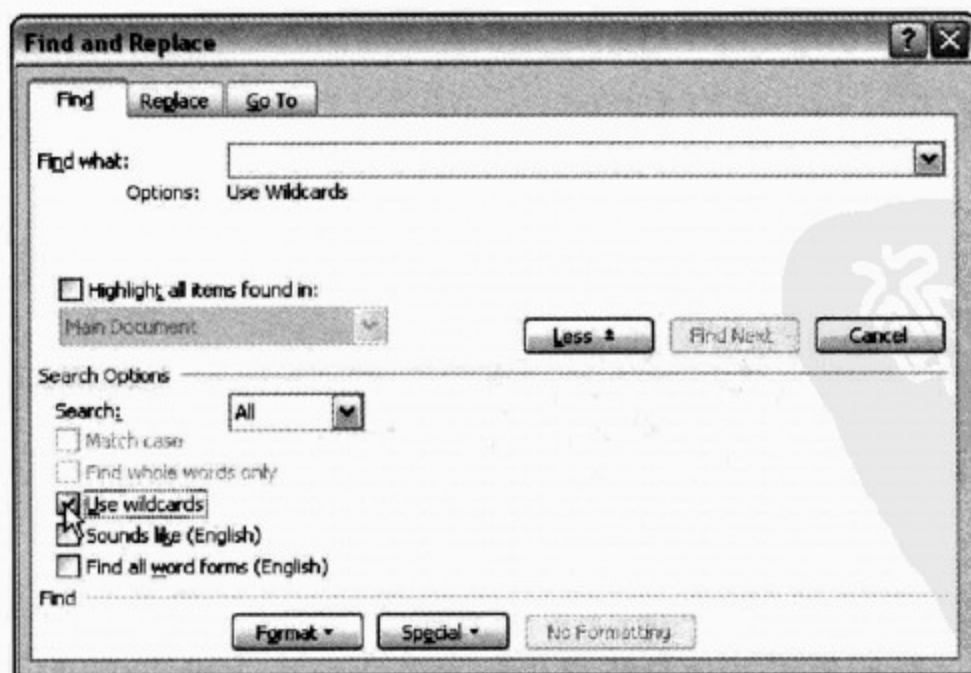 Find and Replace
Find Replace Go To
Find what:
Options: Use Wildcards
Highlight all items found in:
Main Document
Less Find Next Cancel
Search Options
Search: All
Match case
Find whole words only
Use wildcards
Sounds like (English)
Find all word forms (English)
Find
Format Special No Formatting